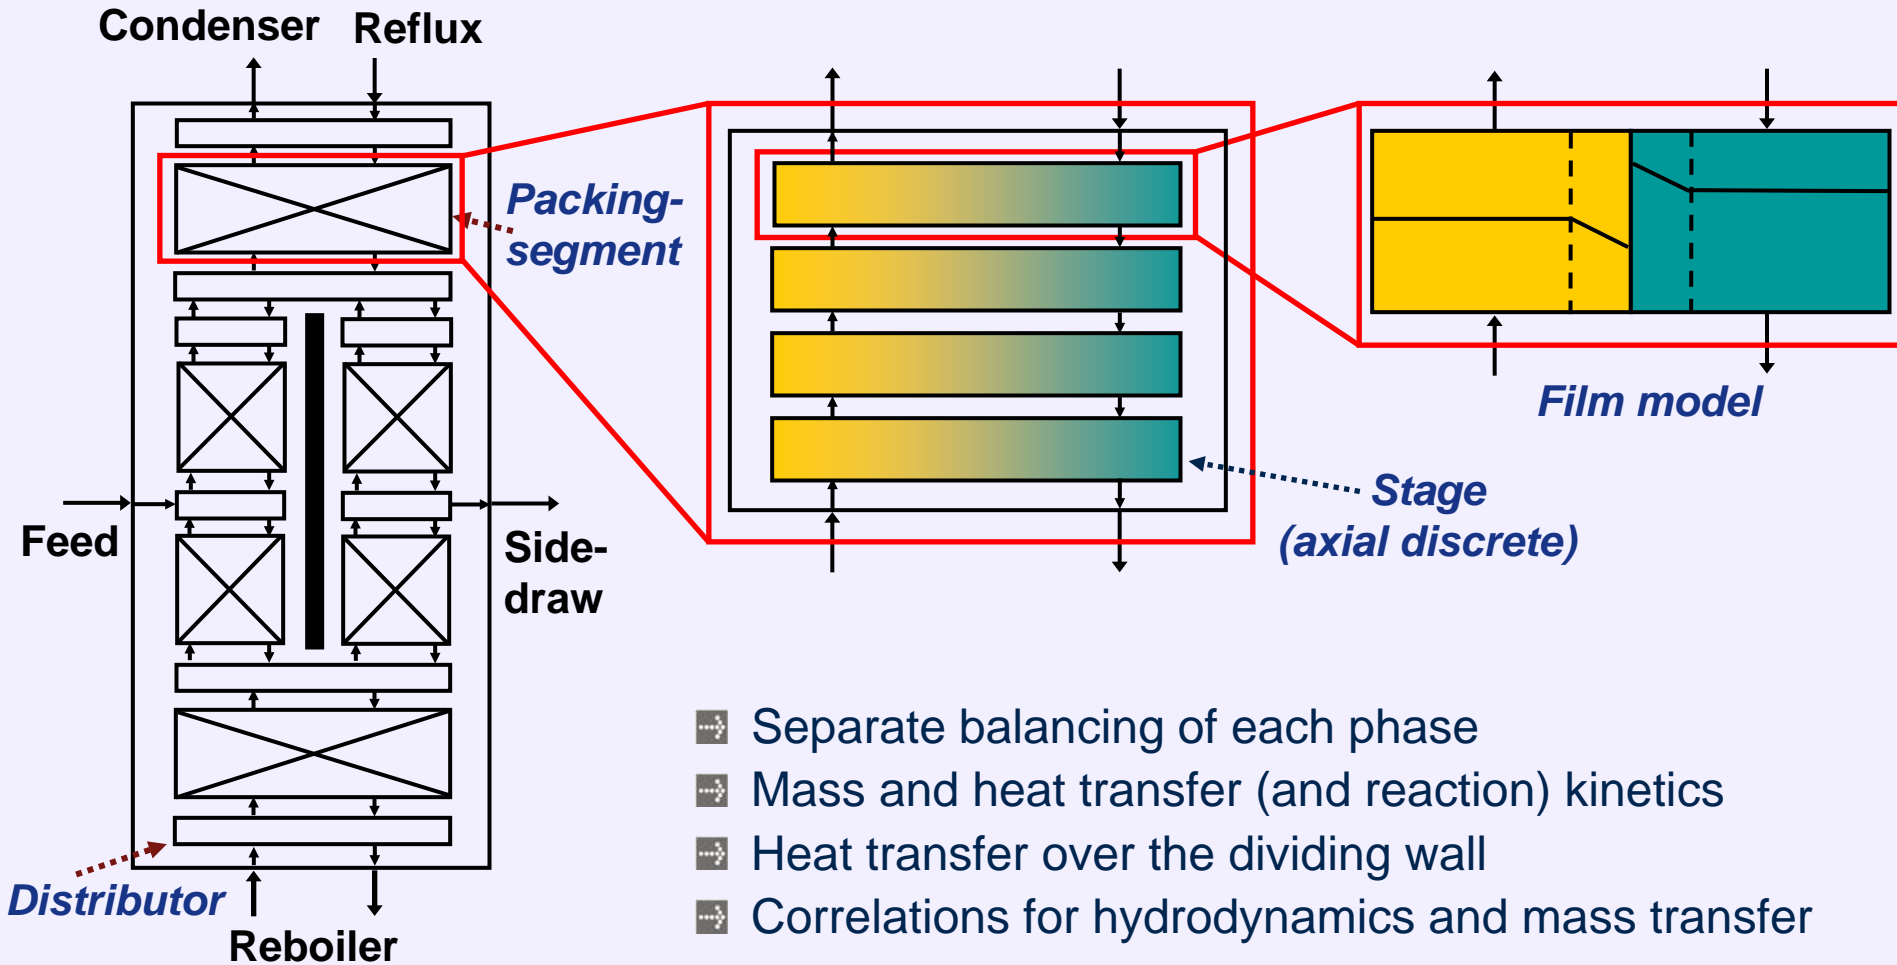 Condenser
Reflux
Packing-
segment
Film model
Stage
(axial discrete)
Feed
Side-
draw
Distributor
Reboiler
Separate balancing of each phase
Mass and heat transfer (and reaction) kinetics
Heat transfer over the dividing wall
Correlations for hydrodynamics and mass transfer